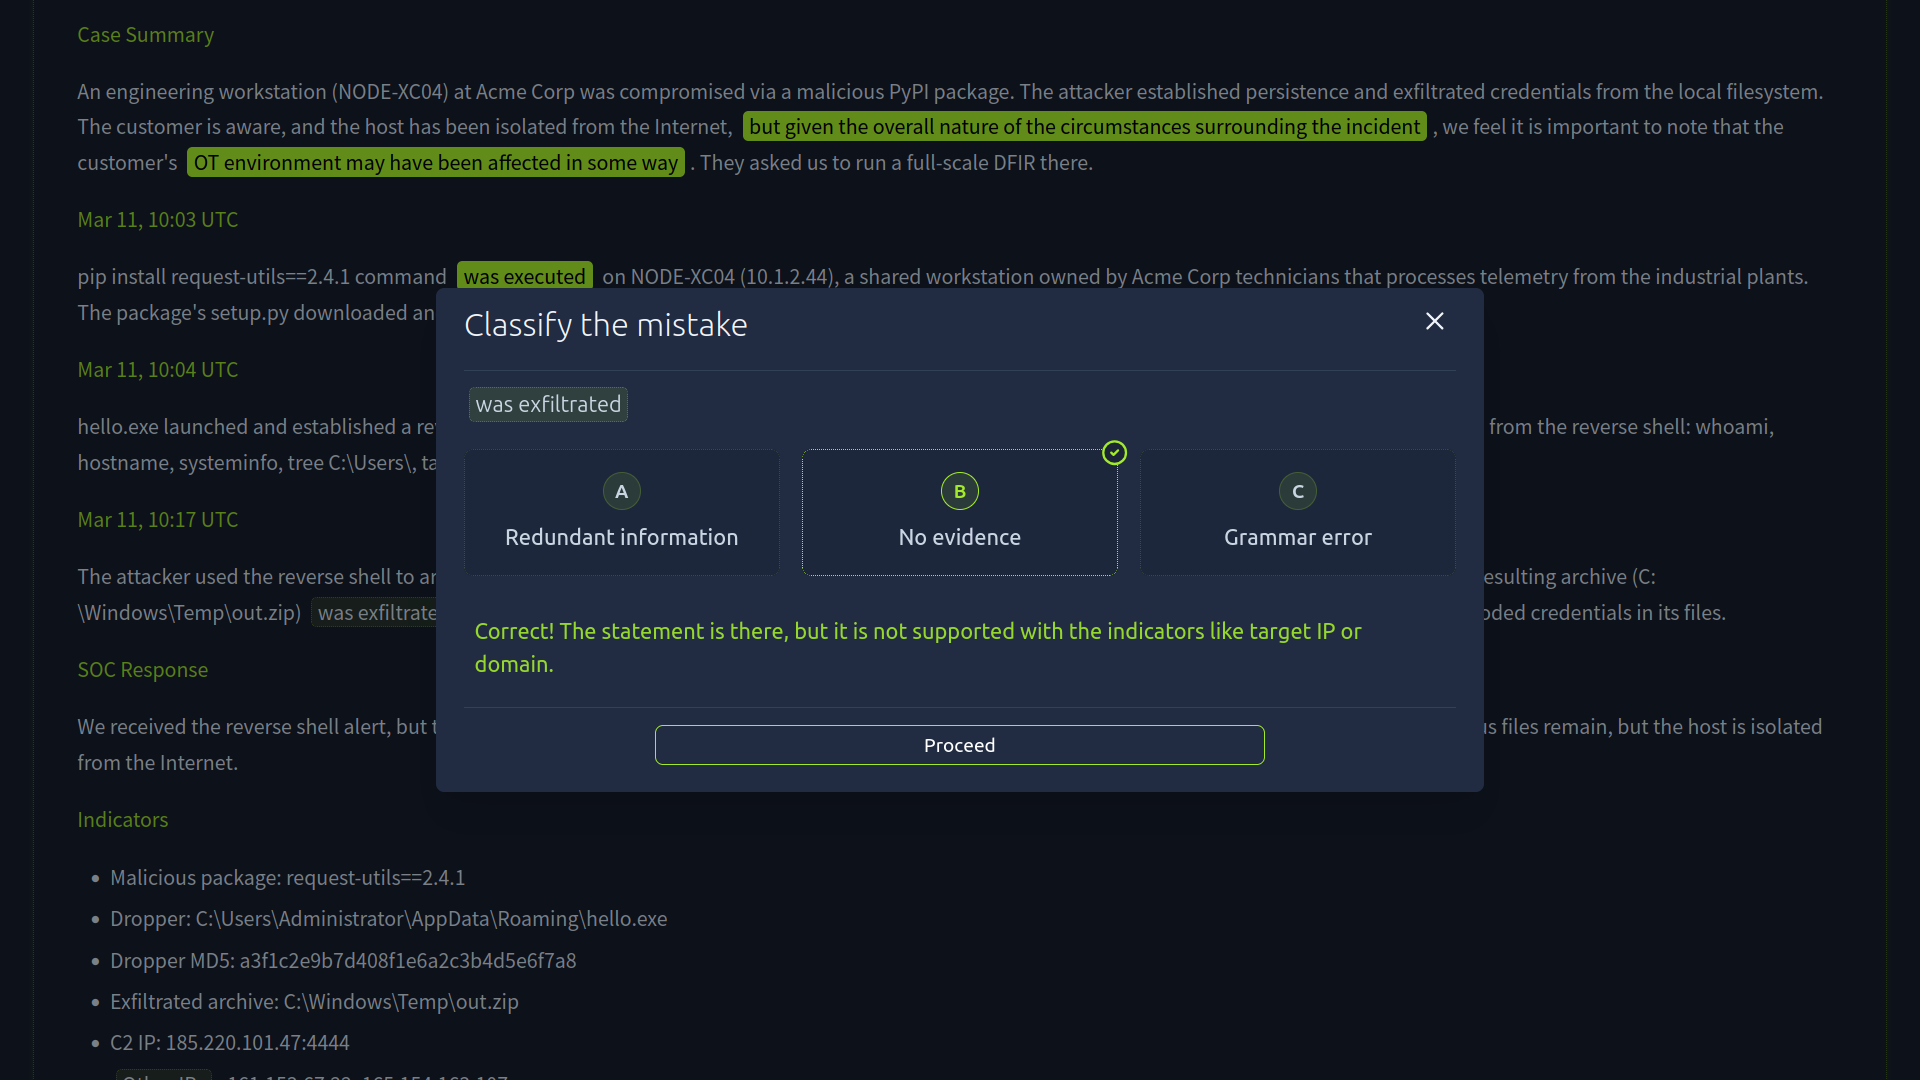 Case Summary
An engineering workstation (NODE-XC04) at Acme Corp was compromised via a malicious PyPI package. The attacker established persistence and exfiltrated credentials from the local filesystem.
The customer is aware, and the host has been isolated from the Internet, but given the overall nature of the circumstances surrounding the incident , we feel it is important to note that the
customer's OT environment may have been affected in some way . They asked us to run a full-scale DFIR there.
Mar 11, 10:03 UTC
pip install request-utils==2.4.1 command was executed on NODE-XC04 (10.1.2.44), a shared workstation owned by Acme Corp technicians that processes telemetry from the industrial plants.
The package's setup.py downloaded an
Classify the mistake
Mar 11, 10:04 UTC
was exfiltrated
hello.exe launched and established a re
from the reverse shell: whoami,
hostname, systeminfo, tree C:\Users\, ta
A
B
C
Redundant information
No evidence
Grammar error
Mar 11, 10:17 UTC
The attacker used the reverse shell to ar
esulting archive (C:
\Windows\Temp\out.zip) was exfiltrate
oded credentials in its files.
Correct! The statement is there, but it is not supported with the indicators like target IP or
domain.
SOC Response
We received the reverse shell alert, but t
us files remain, but the host is isolated
from the Internet.
Proceed
Indicators
Malicious package: request-utils==2.4.1
Dropper: C:\Users\Administrator\AppData\Roaming\hello.exe
Dropper MD5: a3f1c2e9b7d408f1e6a2c3b4d5e6f7a8
Exfiltrated archive: C:\Windows\Temp\out.zip
C2 IP: 185.220.101.47:4444